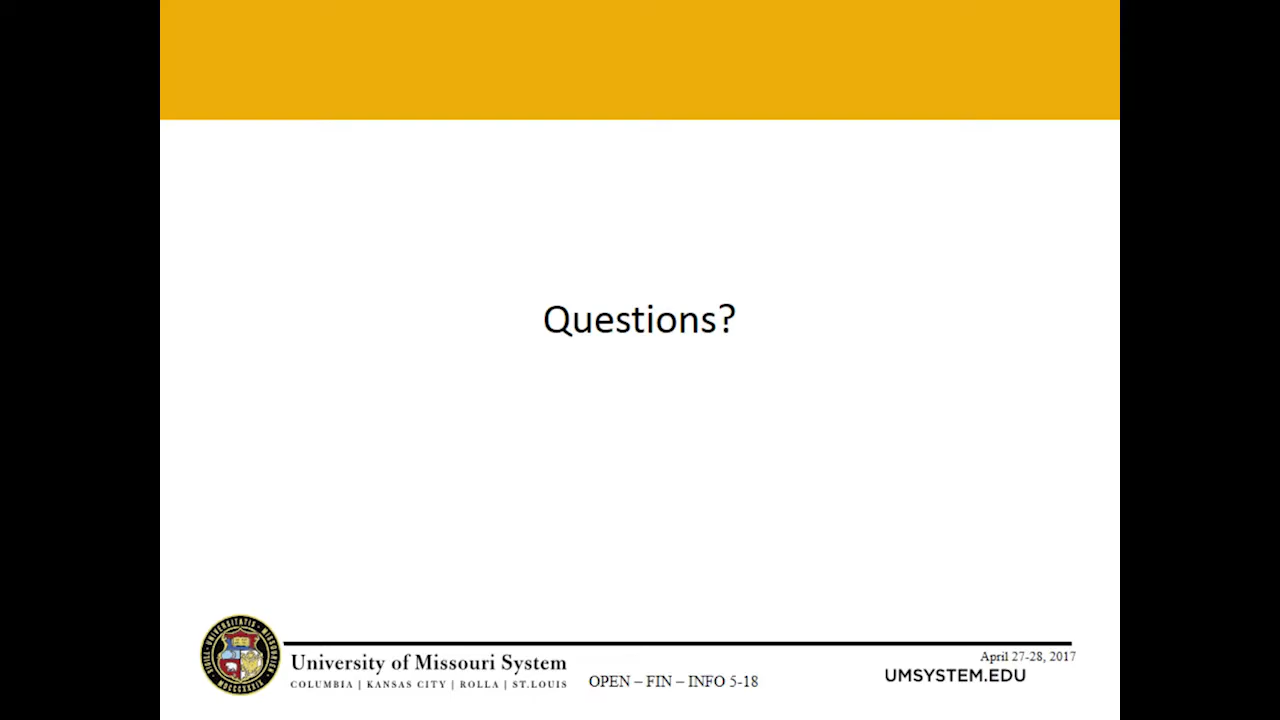 Questions?
April 27-28, 2017
University of Missouri System
UMSYSTEM.EDU
COLUMBIA | KANSAS CITY | ROLLA | ST.LOUIS
OPEN – FIN – INFO 5-18